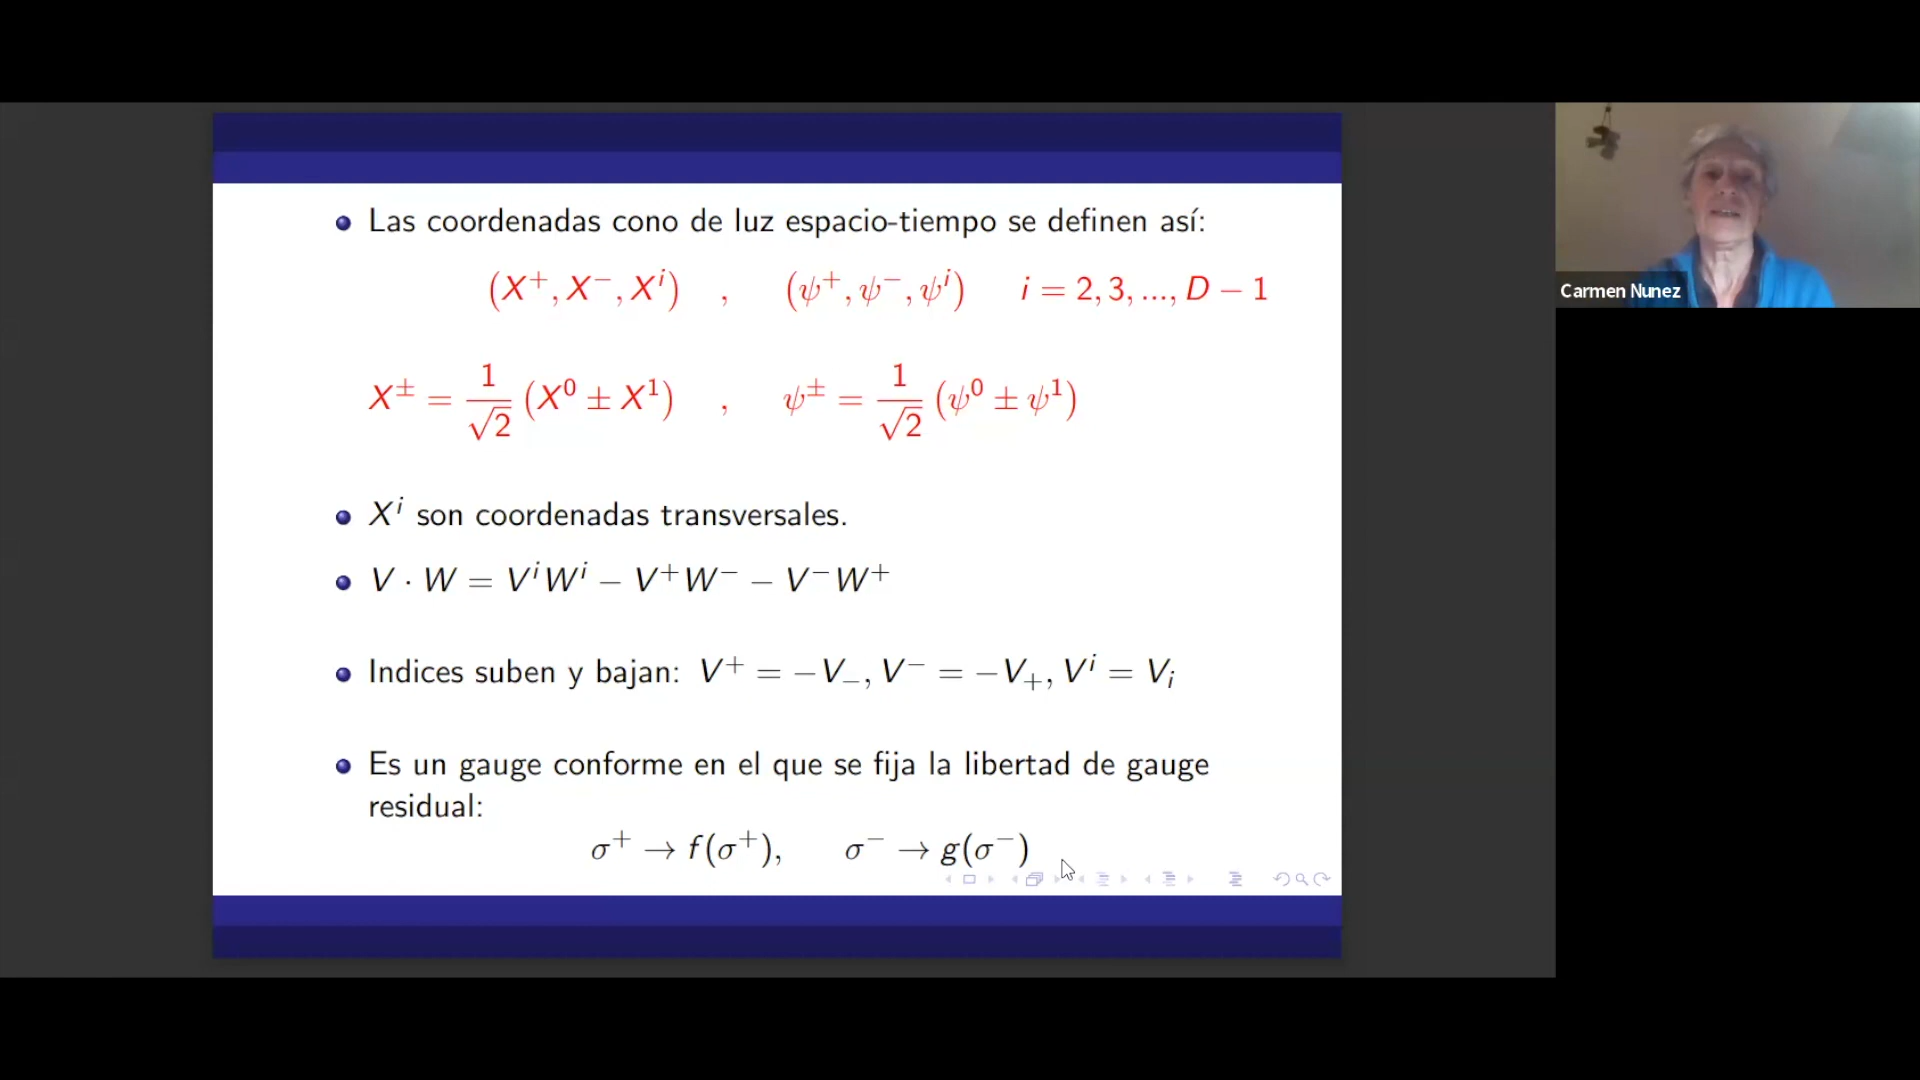 Las coordenadas cono de luz espacio-tiempo se definen así:
(X⁺, X⁻, Xⁱ) , (ψ⁺, ψ⁻, ψⁱ) i = 2, 3, ..., D − 1
X^± = 1/√2 (X⁰ ± X¹) , ψ^± = 1/√2 (ψ⁰ ± ψ¹)
Xⁱ son coordenadas transversales.
V · W = VⁱWⁱ − V⁺W⁻ − V⁻W⁺
Indices suben y bajan: V⁺ = −V₋, V⁻ = −V₊, Vⁱ = Vᵢ
Es un gauge conforme en el que se fija la libertad de gauge
residual:
σ⁺ → f(σ⁺), σ⁻ → g(σ⁻)
Carmen Nunez